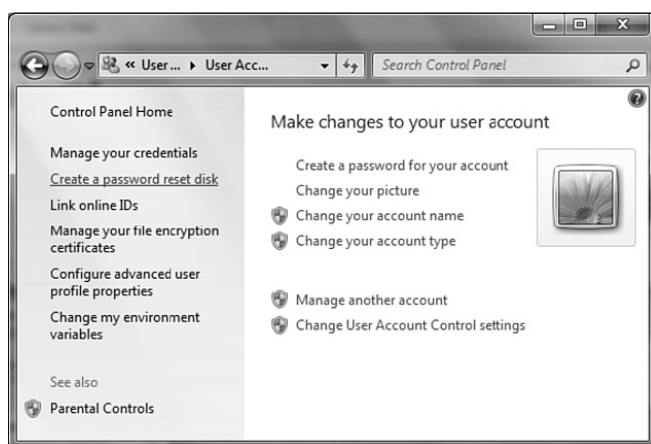 « User ... ▸ User Acc...
Search Control Panel
Control Panel Home
Manage your credentials
Create a password reset disk
Link online IDs
Manage your file encryption
certificates
Configure advanced user
profile properties
Change my environment
variables
See also
Parental Controls
Make changes to your user account
Create a password for your account
Change your picture
Change your account name
Change your account type
Manage another account
Change User Account Control settings